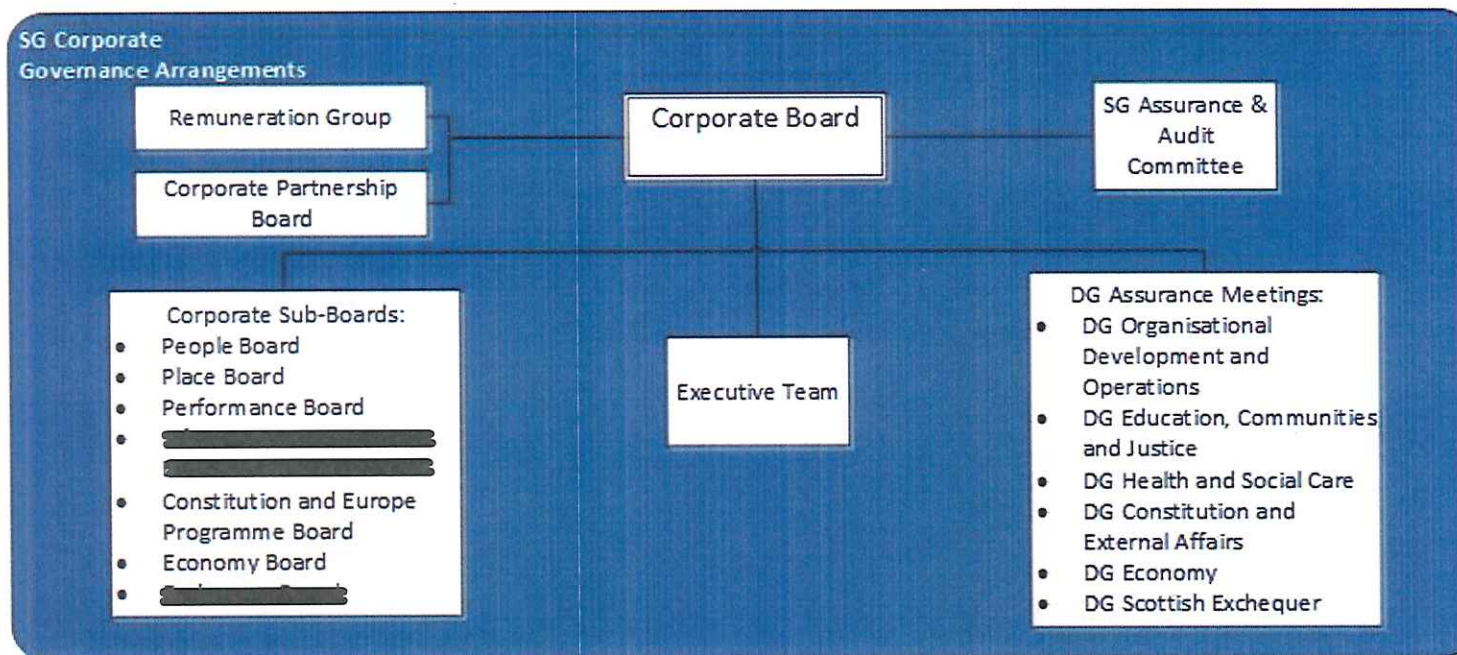 SG Corporate
Governance Arrangements
Remuneration Group
Corporate Partnership
Board
Corporate Board
SG Assurance &
Audit
Committee
Corporate Sub-Boards:
• People Board
• Place Board
• Performance Board
•
• Constitution and Europe
Programme Board
• Economy Board
•
Executive Team
DG Assurance Meetings:
• DG Organisational
Development and
Operations
• DG Education, Communities
and Justice
• DG Health and Social Care
• DG Constitution and
External Affairs
• DG Economy
• DG Scottish Exchequer